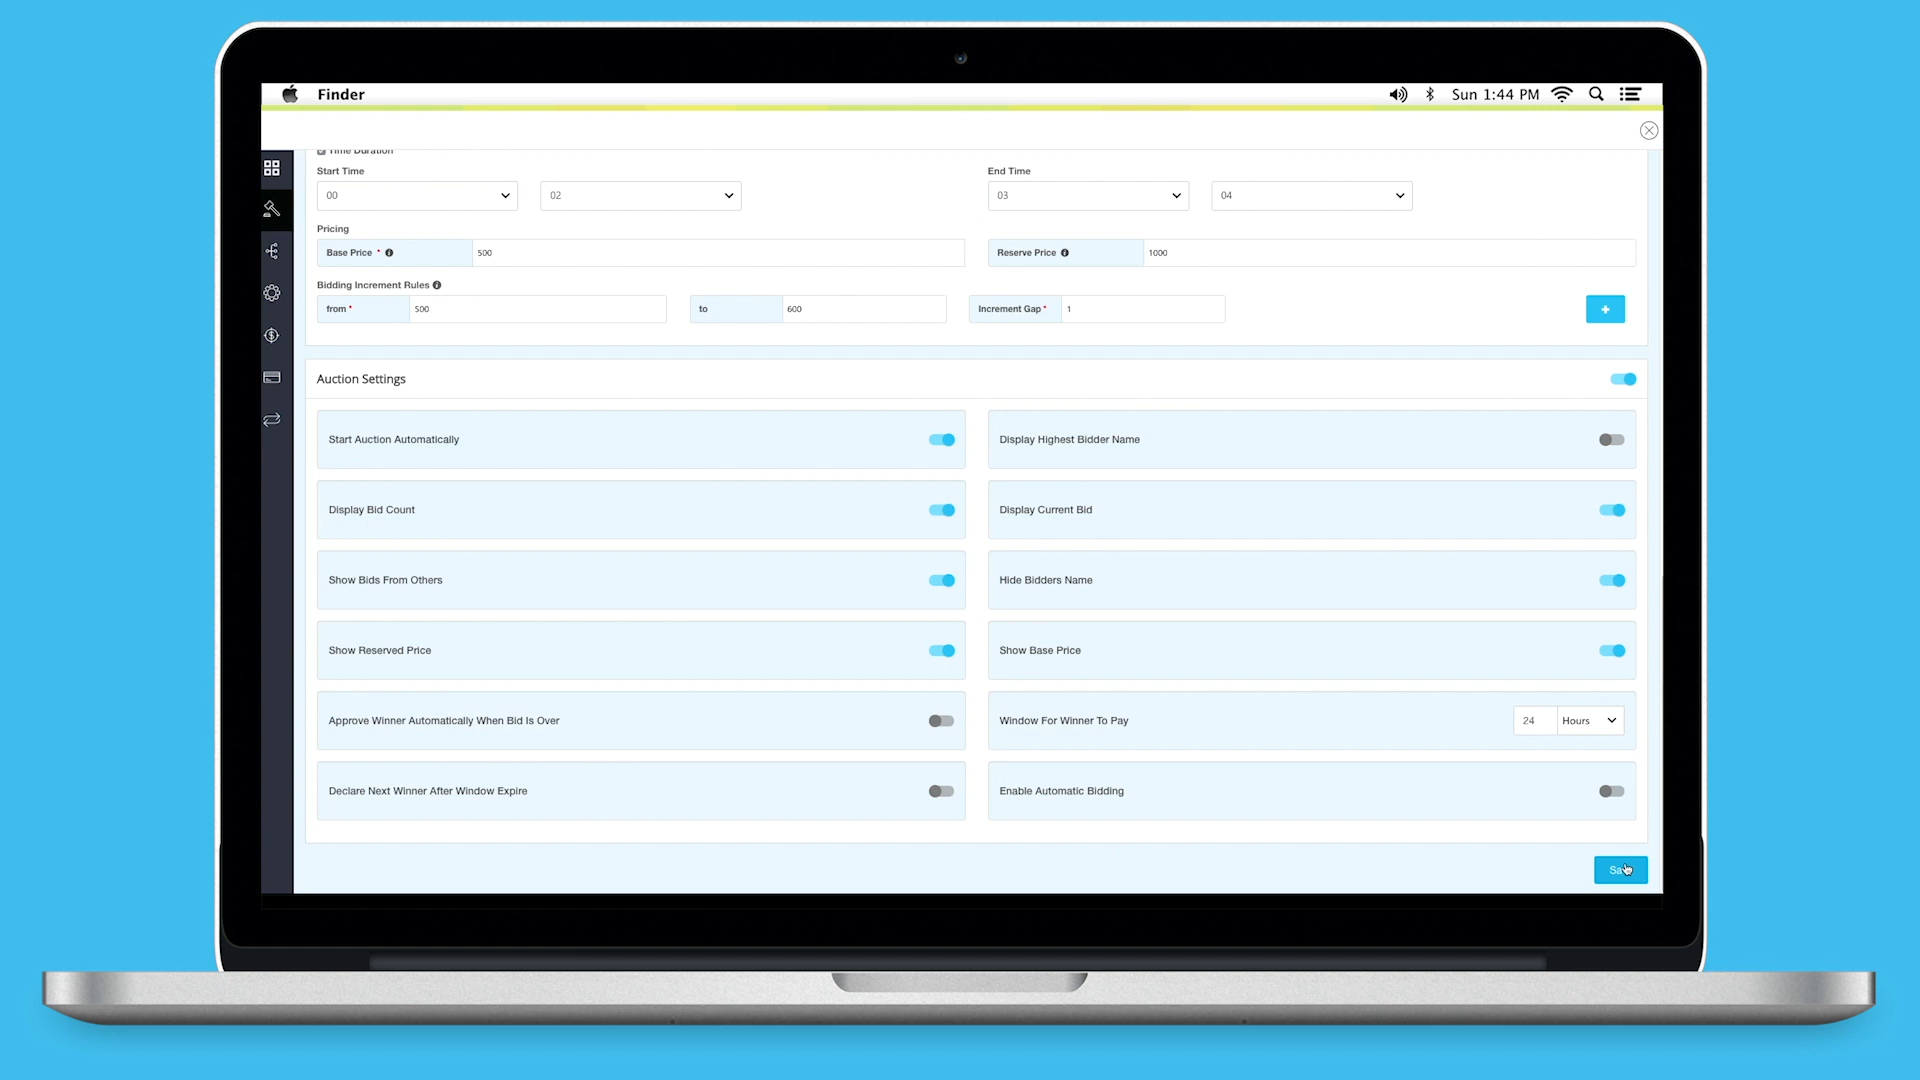 Finder
Sun 1:44 PM
Time Duration
Start Time
End Time
00
02
03
04
Pricing
Base Price *
500
Reserve Price
1000
Bidding Increment Rules
from *
500
to
600
Increment Gap *
1
+
Auction Settings
Start Auction Automatically
Display Highest Bidder Name
Display Bid Count
Display Current Bid
Show Bids From Others
Hide Bidders Name
Show Reserved Price
Show Base Price
Approve Winner Automatically When Bid Is Over
Window For Winner To Pay
24
Hours
Declare Next Winner After Window Expire
Enable Automatic Bidding